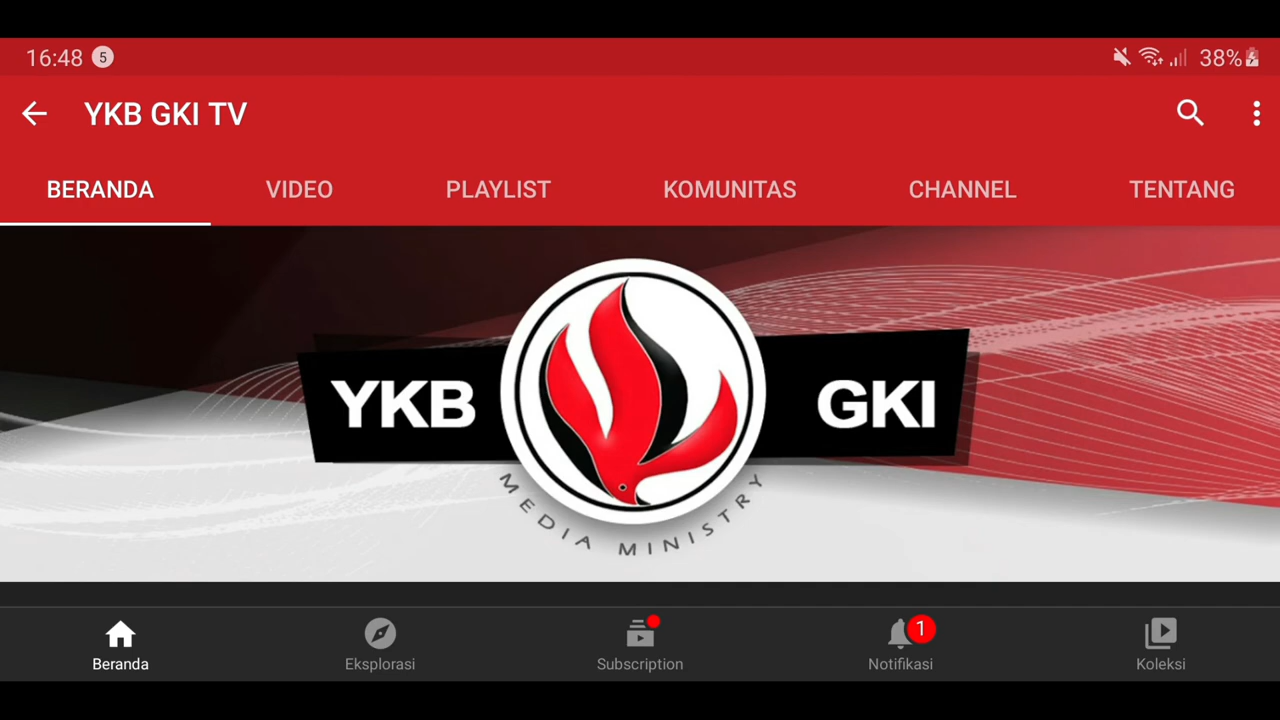 16:48 5 38%
YKB GKI TV
BERANDA VIDEO PLAYLIST KOMUNITAS CHANNEL TENTANG
YKB GKI
MEDIA MINISTRY
1
Beranda Eksplorasi Subscription Notifikasi Koleksi